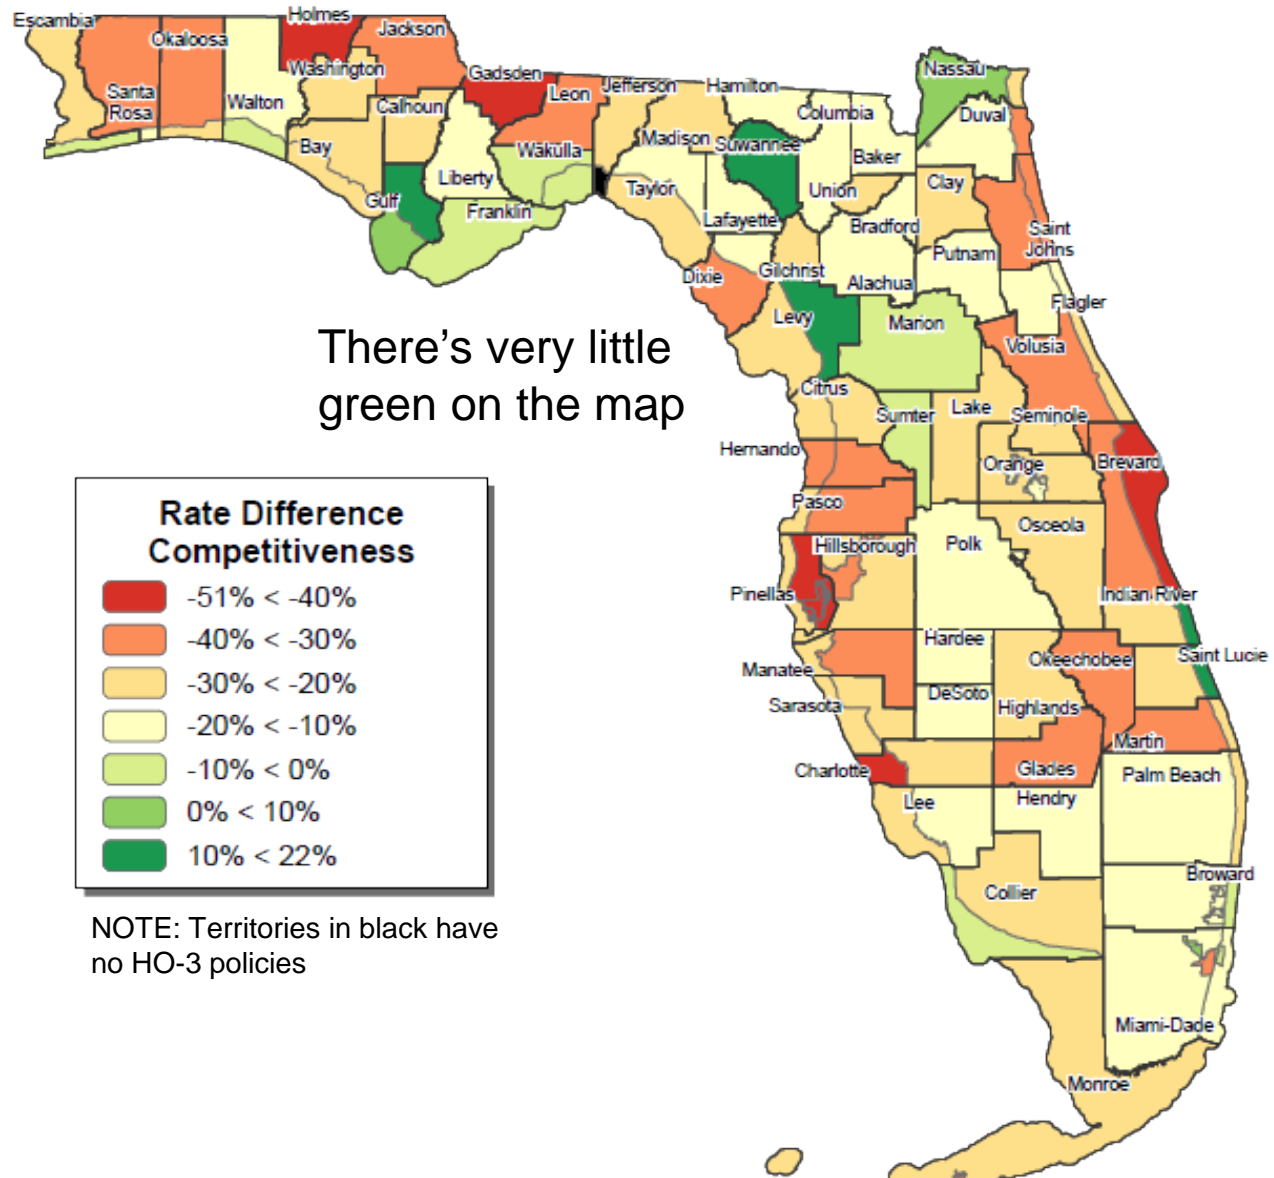 Escambia
Holmes
Okaloosa
Jackson
Washington
Santa
Rosa
Walton
Calhoun
Bay
Gadsden
Leon
Jefferson
Hamilton
Nassau
Duval
Columbia
Madison
Suwannee
Baker
Wakulla
Liberty
Taylor
Union
Clay
Gulf
Franklin
Lafayette
Bradford
Saint
Johns
Putnam
Dixie
Gilchrist
Alachua
Flagler
Levy
Marion
Volusia
There's very little
green on the map
Citrus
Sumter
Lake
Seminole
Hernando
Orange
Brevard
Pasco
Osceola
Hillsborough
Polk
Pinellas
Indian River
Hardee
Okeechobee
Saint Lucie
Manatee
DeSoto
Sarasota
Highlands
Martin
Charlotte
Glades
Palm Beach
Lee
Hendry
Broward
Collier
Miami-Dade
Monroe
Rate Difference
Competitiveness
-51% < -40%
-40% < -30%
-30% < -20%
-20% < -10%
-10% < 0%
0% < 10%
10% < 22%
NOTE: Territories in black have
no HO-3 policies